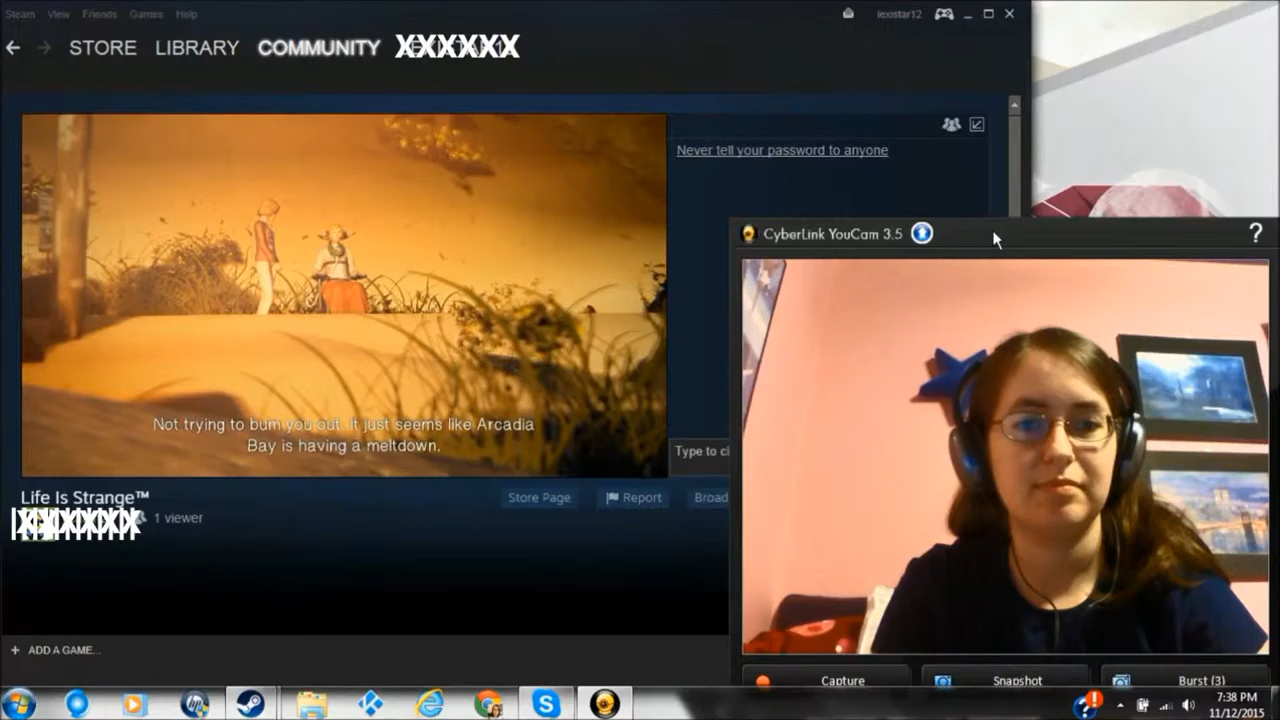 Steam View Friends Games Help
lexistar12
STORE LIBRARY COMMUNITY XXXXXX
Never tell your password to anyone
CyberLink YouCam 3.5
?
Not trying to bum you out. It just seems like Arcadia
Bay is having a meltdown.
Type to cl
Life Is Strange™
Store Page Report Broad
XXXXXX 1 viewer
+ ADD A GAME...
Capture Snapshot Burst (3)
7:38 PM
11/12/2015